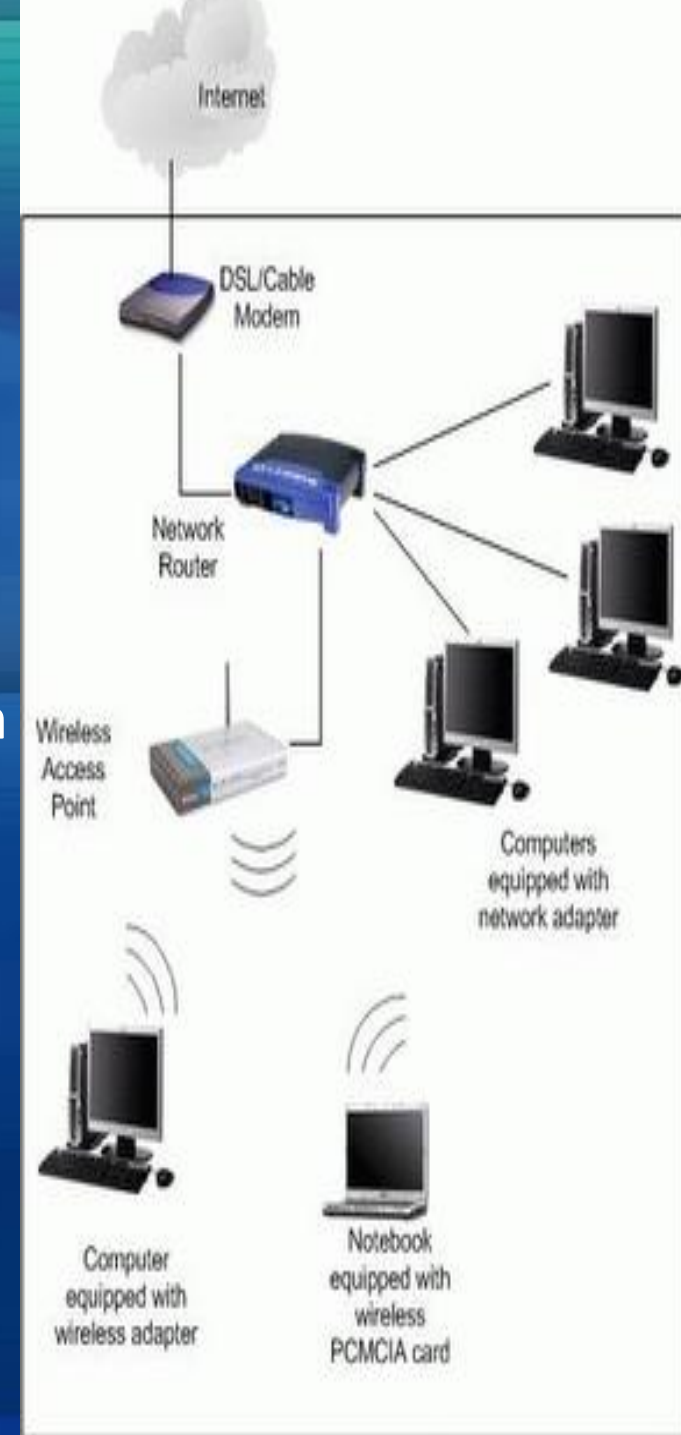 Internet
DSL/Cable
Modem
Network
Router
Wireless
Access
Point
Computers
equipped with
network adapter
Computer
equipped with
wireless adapter
Notebook
equipped with
wireless
PCMCIA card